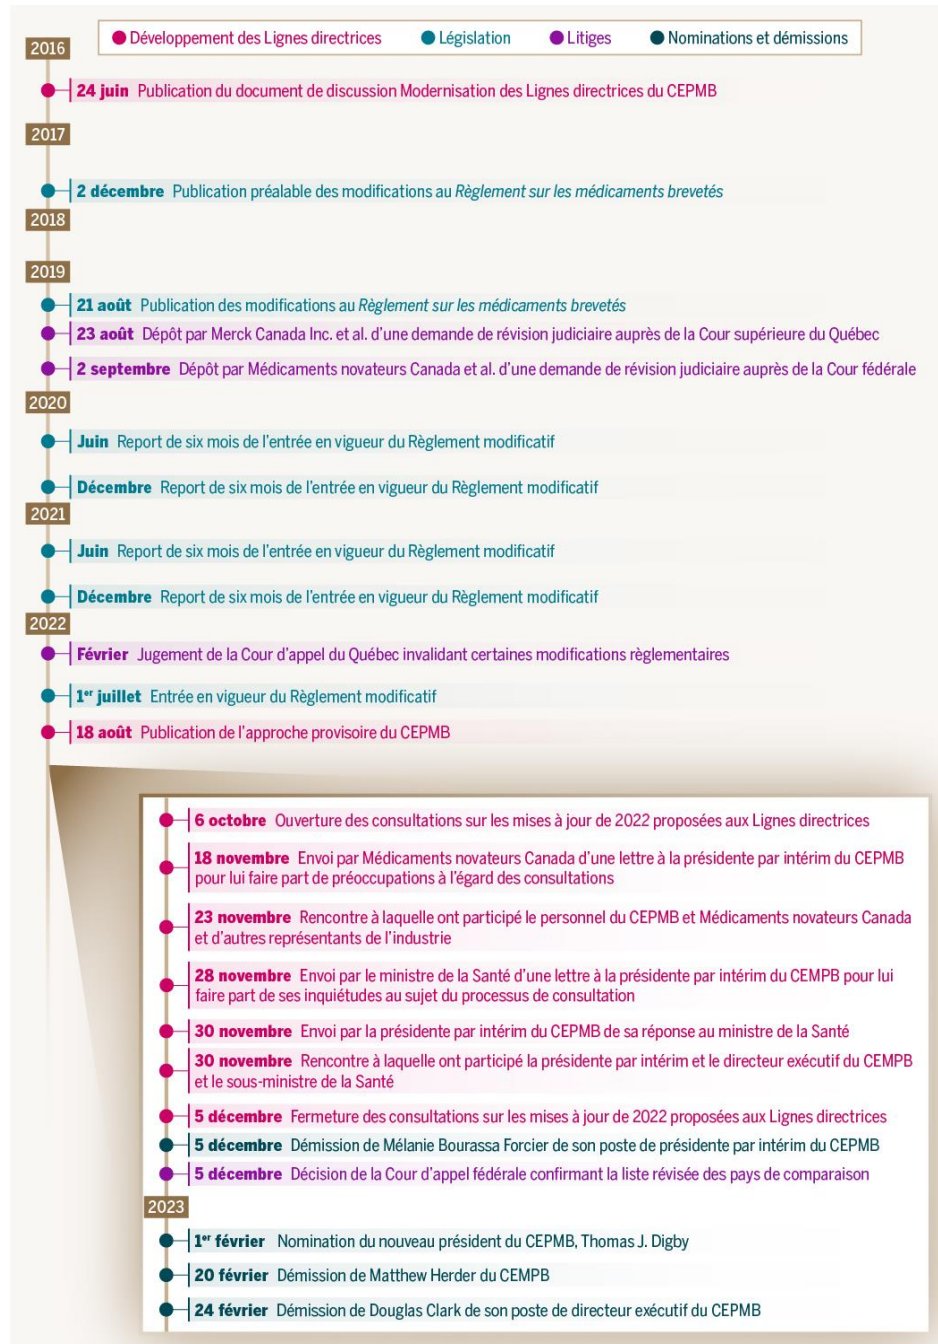 Développement des Lignes directrices Législation Litiges Nominations et démissions
2016
24 juin Publication du document de discussion Modernisation des Lignes directrices du CEPMB
2017
2 décembre Publication préalable des modifications au Règlement sur les médicaments brevetés
2018
2019
21 août Publication des modifications au Règlement sur les médicaments brevetés
23 août Dépôt par Merck Canada Inc. et al. d'une demande de révision judiciaire auprès de la Cour supérieure du Québec
2 septembre Dépôt par Médicaments novateurs Canada et al. d'une demande de révision judiciaire auprès de la Cour fédérale
2020
Juin Report de six mois de l'entrée en vigueur du Règlement modificatif
Décembre Report de six mois de l'entrée en vigueur du Règlement modificatif
2021
Juin Report de six mois de l'entrée en vigueur du Règlement modificatif
Décembre Report de six mois de l'entrée en vigueur du Règlement modificatif
2022
Février Jugement de la Cour d'appel du Québec invalidant certaines modifications règlementaires
1er juillet Entrée en vigueur du Règlement modificatif
18 août Publication de l'approche provisoire du CEPMB
6 octobre Ouverture des consultations sur les mises à jour de 2022 proposées aux Lignes directrices
18 novembre Envoi par Médicaments novateurs Canada d'une lettre à la présidente par intérim du CEPMB
pour lui faire part de préoccupations à l'égard des consultations
23 novembre Rencontre à laquelle ont participé le personnel du CEPMB et Médicaments novateurs Canada
et d'autres représentants de l'industrie
28 novembre Envoi par le ministre de la Santé d'une lettre à la présidente par intérim du CEMPB pour lui
faire part de ses inquiétudes au sujet du processus de consultation
30 novembre Envoi par la présidente par intérim du CEPMB de sa réponse au ministre de la Santé
30 novembre Rencontre à laquelle ont participé la présidente par intérim et le directeur exécutif du CEMPB
et le sous-ministre de la Santé
5 décembre Fermeture des consultations sur les mises à jour de 2022 proposées aux Lignes directrices
5 décembre Démission de Mélanie Bourassa Forcier de son poste de présidente par intérim du CEPMB
5 décembre Décision de la Cour d'appel fédérale confirmant la liste révisée des pays de comparaison
2023
1er février Nomination du nouveau président du CEPMB, Thomas J. Digby
20 février Démission de Matthew Herder du CEMPB
24 février Démission de Douglas Clark de son poste de directeur exécutif du CEPMB